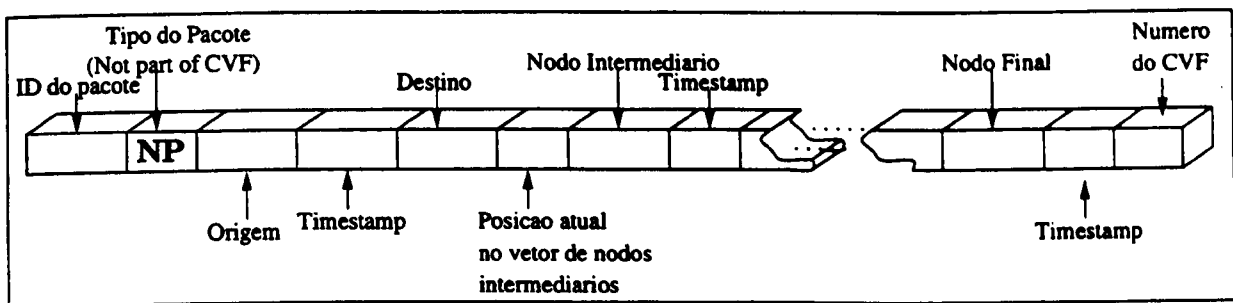 Tipo do Pacote
(Not part of CVF)
ID do pacote
Destino
Nodo Intermediario
Timestamp
Nodo Final
Numero
do CVF
NP
Origem
Timestamp
Posicao atual
no vetor de nodos
intermediarios
Timestamp